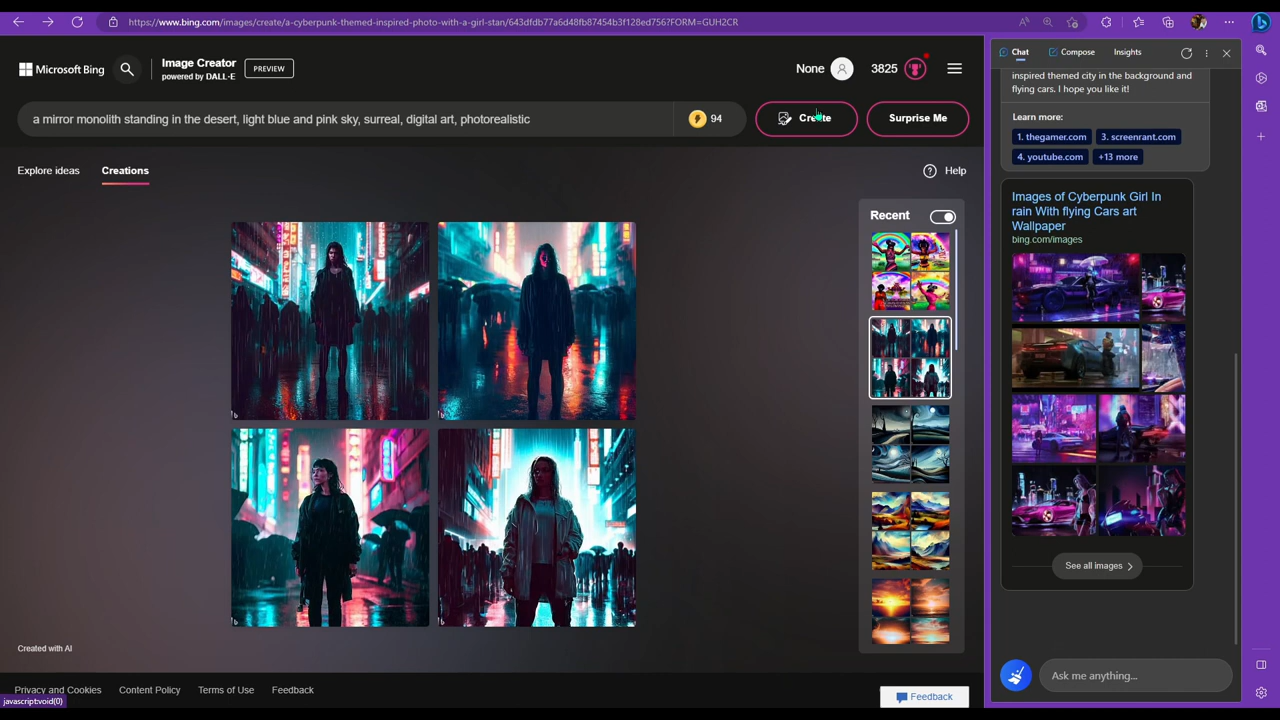 https://www.bing.com/images/create/a-cyberpunk-themed-inspired-photo-with-a-girl-stan/643dfdb77a6d48fb87454b3f128ed756?FORM=GUH2CR
Microsoft Bing
Image Creator
powered by DALL·E
PREVIEW
None
3825
a mirror monolith standing in the desert, light blue and pink sky, surreal, digital art, photorealistic
94
Create
Surprise Me
Explore ideas
Creations
Help
Recent
Created with AI
Privacy and Cookies
Content Policy
Terms of Use
Feedback
Feedback
javascript:void(0)
Chat
Compose
Insights
inspired themed city in the background and
flying cars. I hope you like it!
Learn more:
1. thegamer.com
3. screenrant.com
4. youtube.com
+13 more
Images of Cyberpunk Girl In
rain With flying Cars art
Wallpaper
bing.com/images
See all images
Ask me anything...